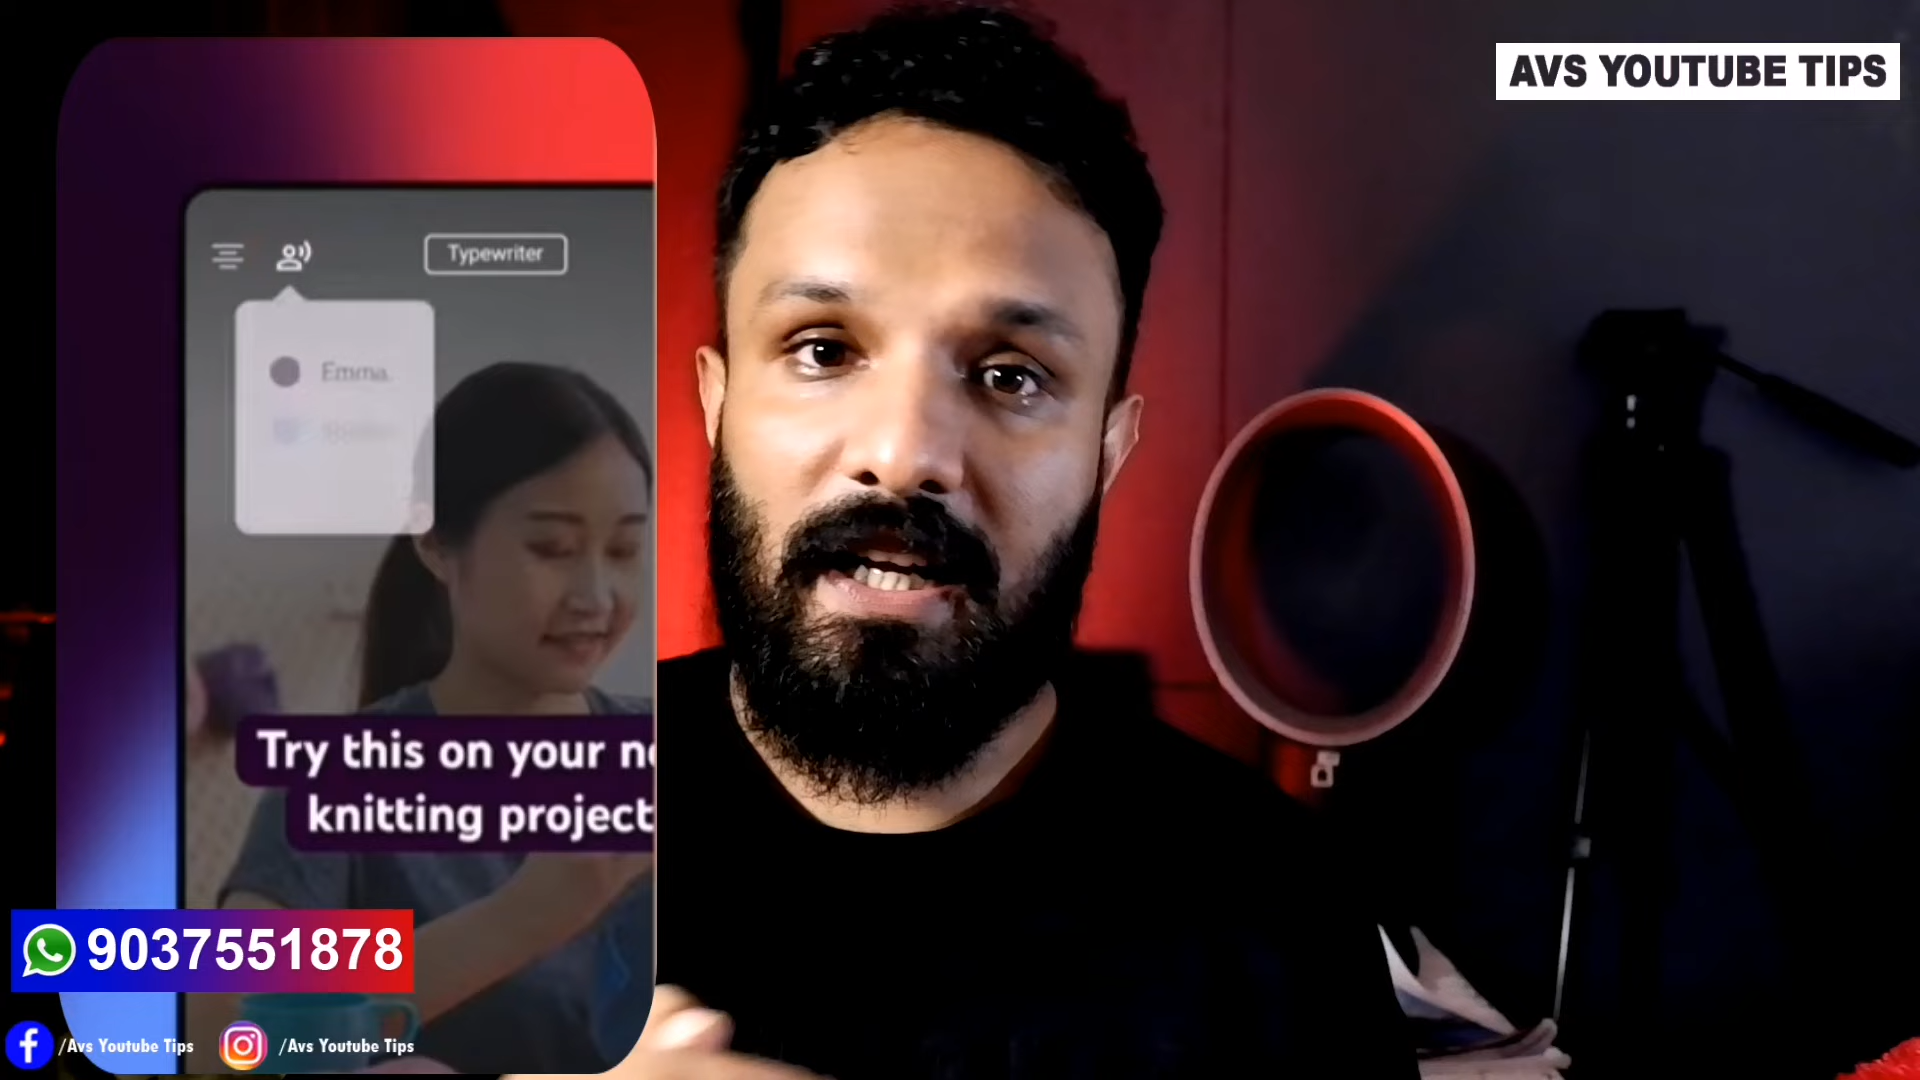 AVS YOUTUBE TIPS
Typewriter
Emma.
Try this on your
knitting project
9037551878
/Avs Youtube Tips
/Avs Youtube Tips